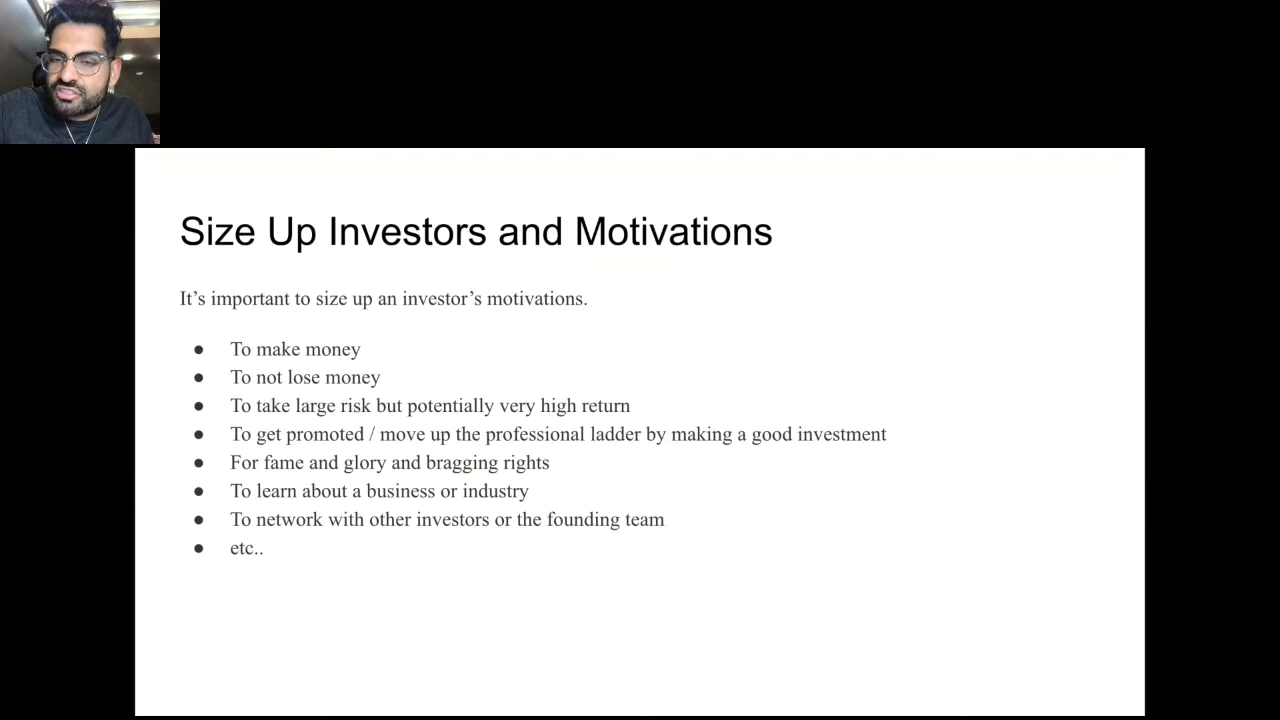 Size Up Investors and Motivations
It’s important to size up an investor’s motivations.
● To make money
● To not lose money
● To take large risk but potentially very high return
● To get promoted / move up the professional ladder by making a good investment
● For fame and glory and bragging rights
● To learn about a business or industry
● To network with other investors or the founding team
● etc..